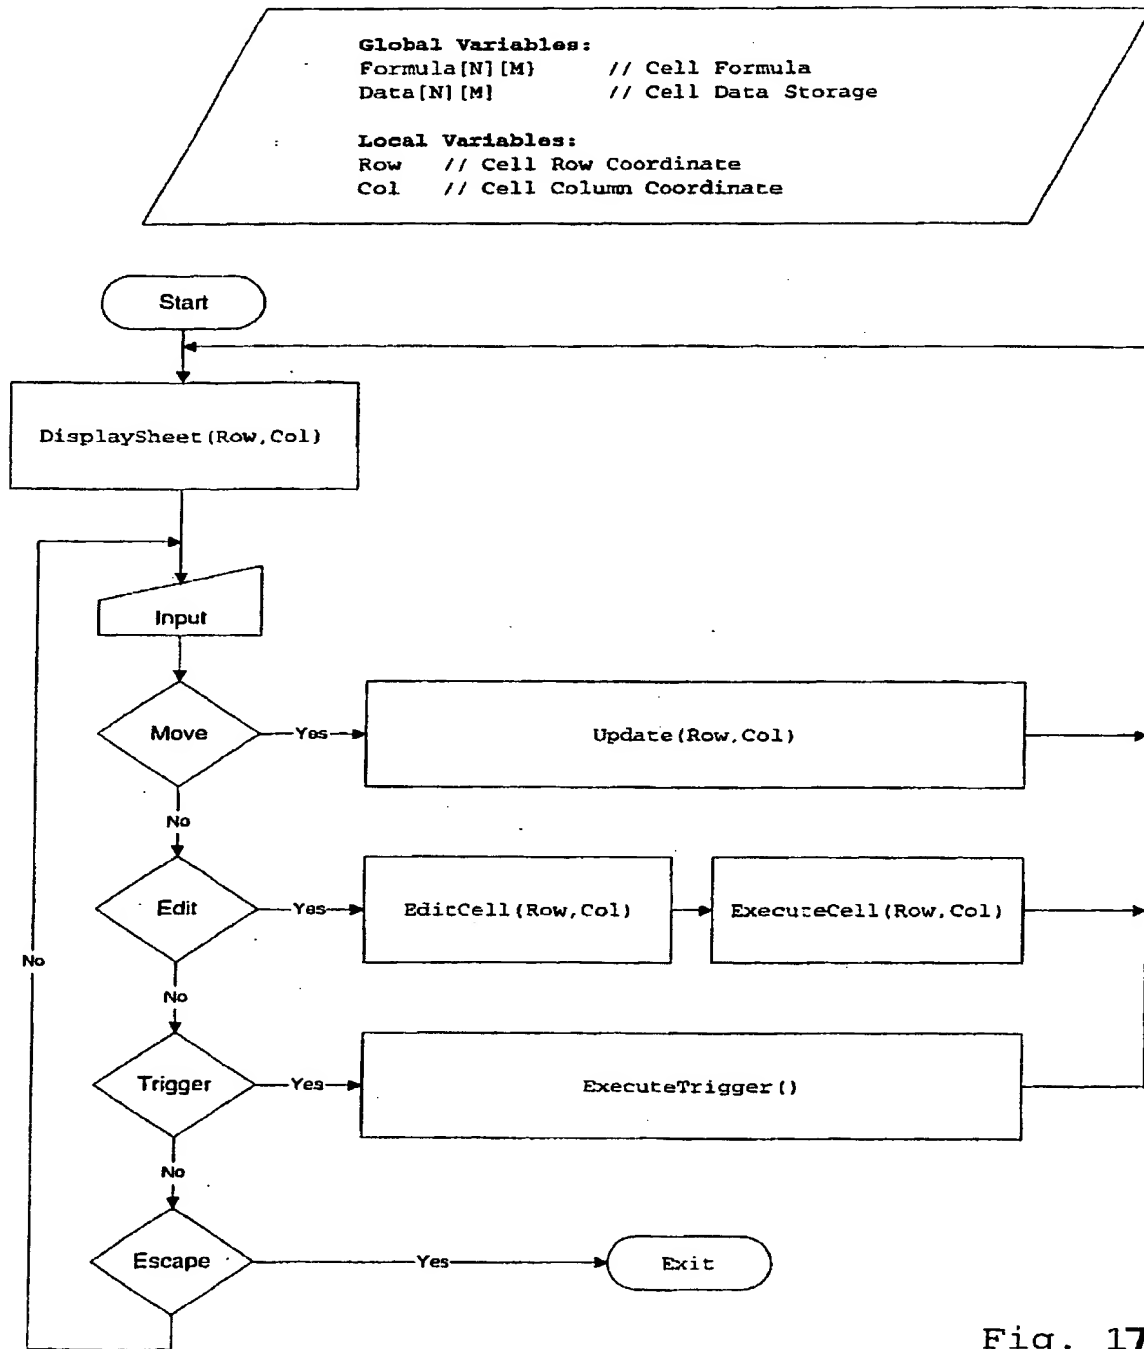 Global Variables:
Formula[N][M} // Cell Formula
Data[N][M] // Cell Data Storage
Local Variables:
Row // Cell Row Coordinate
Col // Cell Column Coordinate
Start
DisplaySheet(Row,Col)
Input
Move
Yes
Update(Row,Col)
No
Edit
Yes
EditCell(Row,Col)
ExecuteCell(Row,Col)
No
No
Trigger
Yes
ExecuteTrigger()
No
Escape
Yes
Exit
Fig. 17